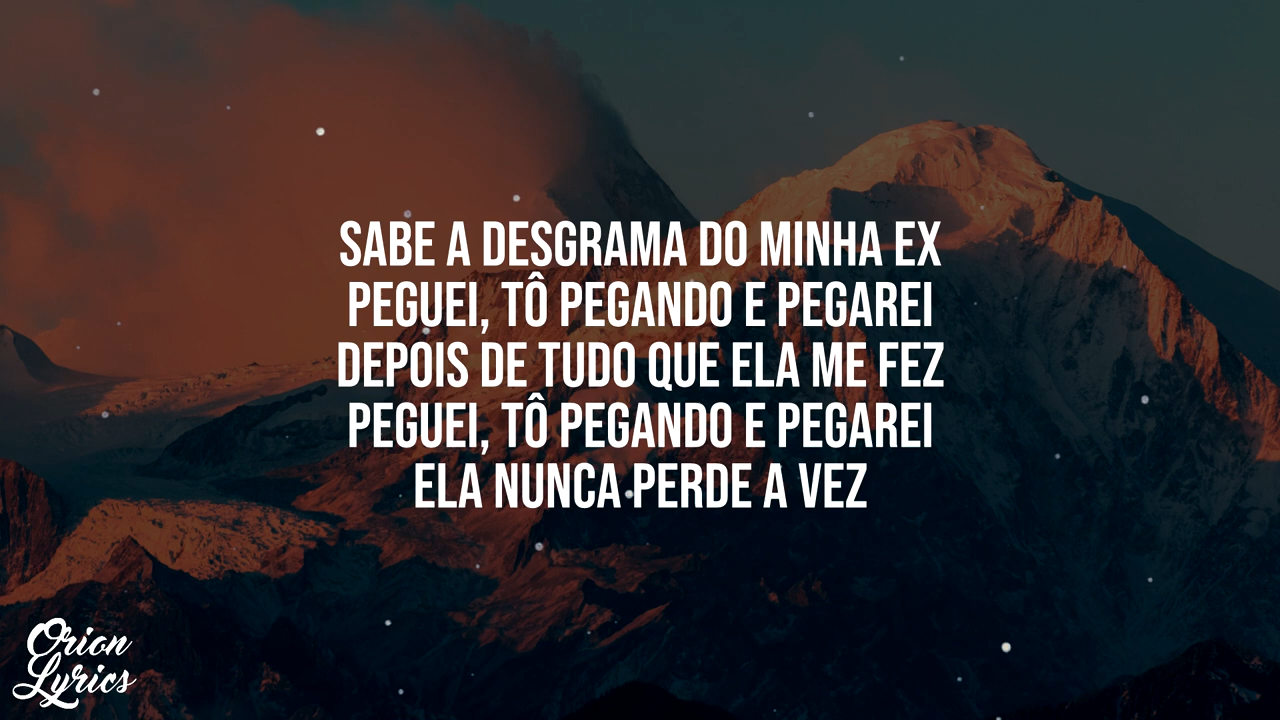 SABE A DESGRAMA DO MINHA EX
PEGUEI, TÔ PEGANDO E PEGAREI
DEPOIS DE TUDO QUE ELA ME FEZ
PEGUEI, TÔ PEGANDO E PEGAREI
ELA NUNCA PERDE A VEZ
Orion
Lyrics